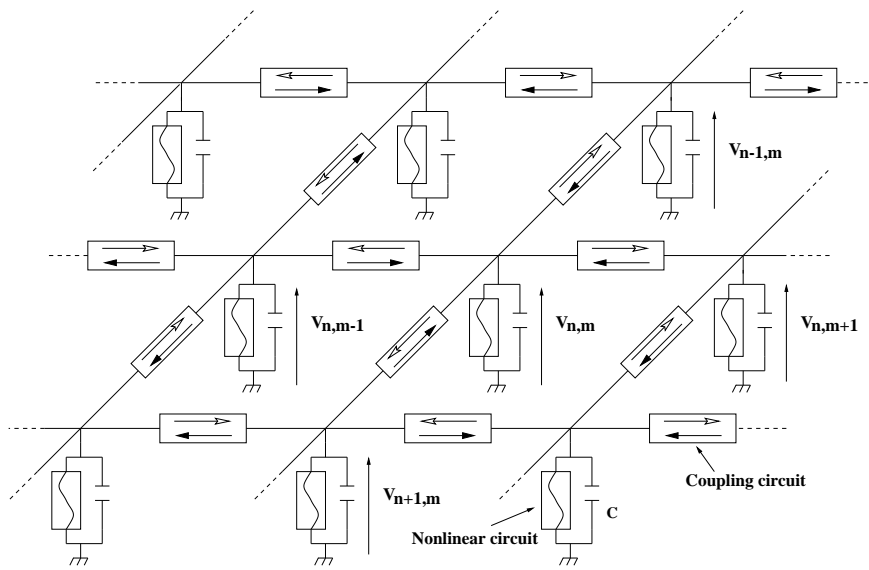 Vn-1,m
Vn,m-1
Vn,m
Vn,m+1
Coupling circuit
Vn+1,m
C
Nonlinear circuit